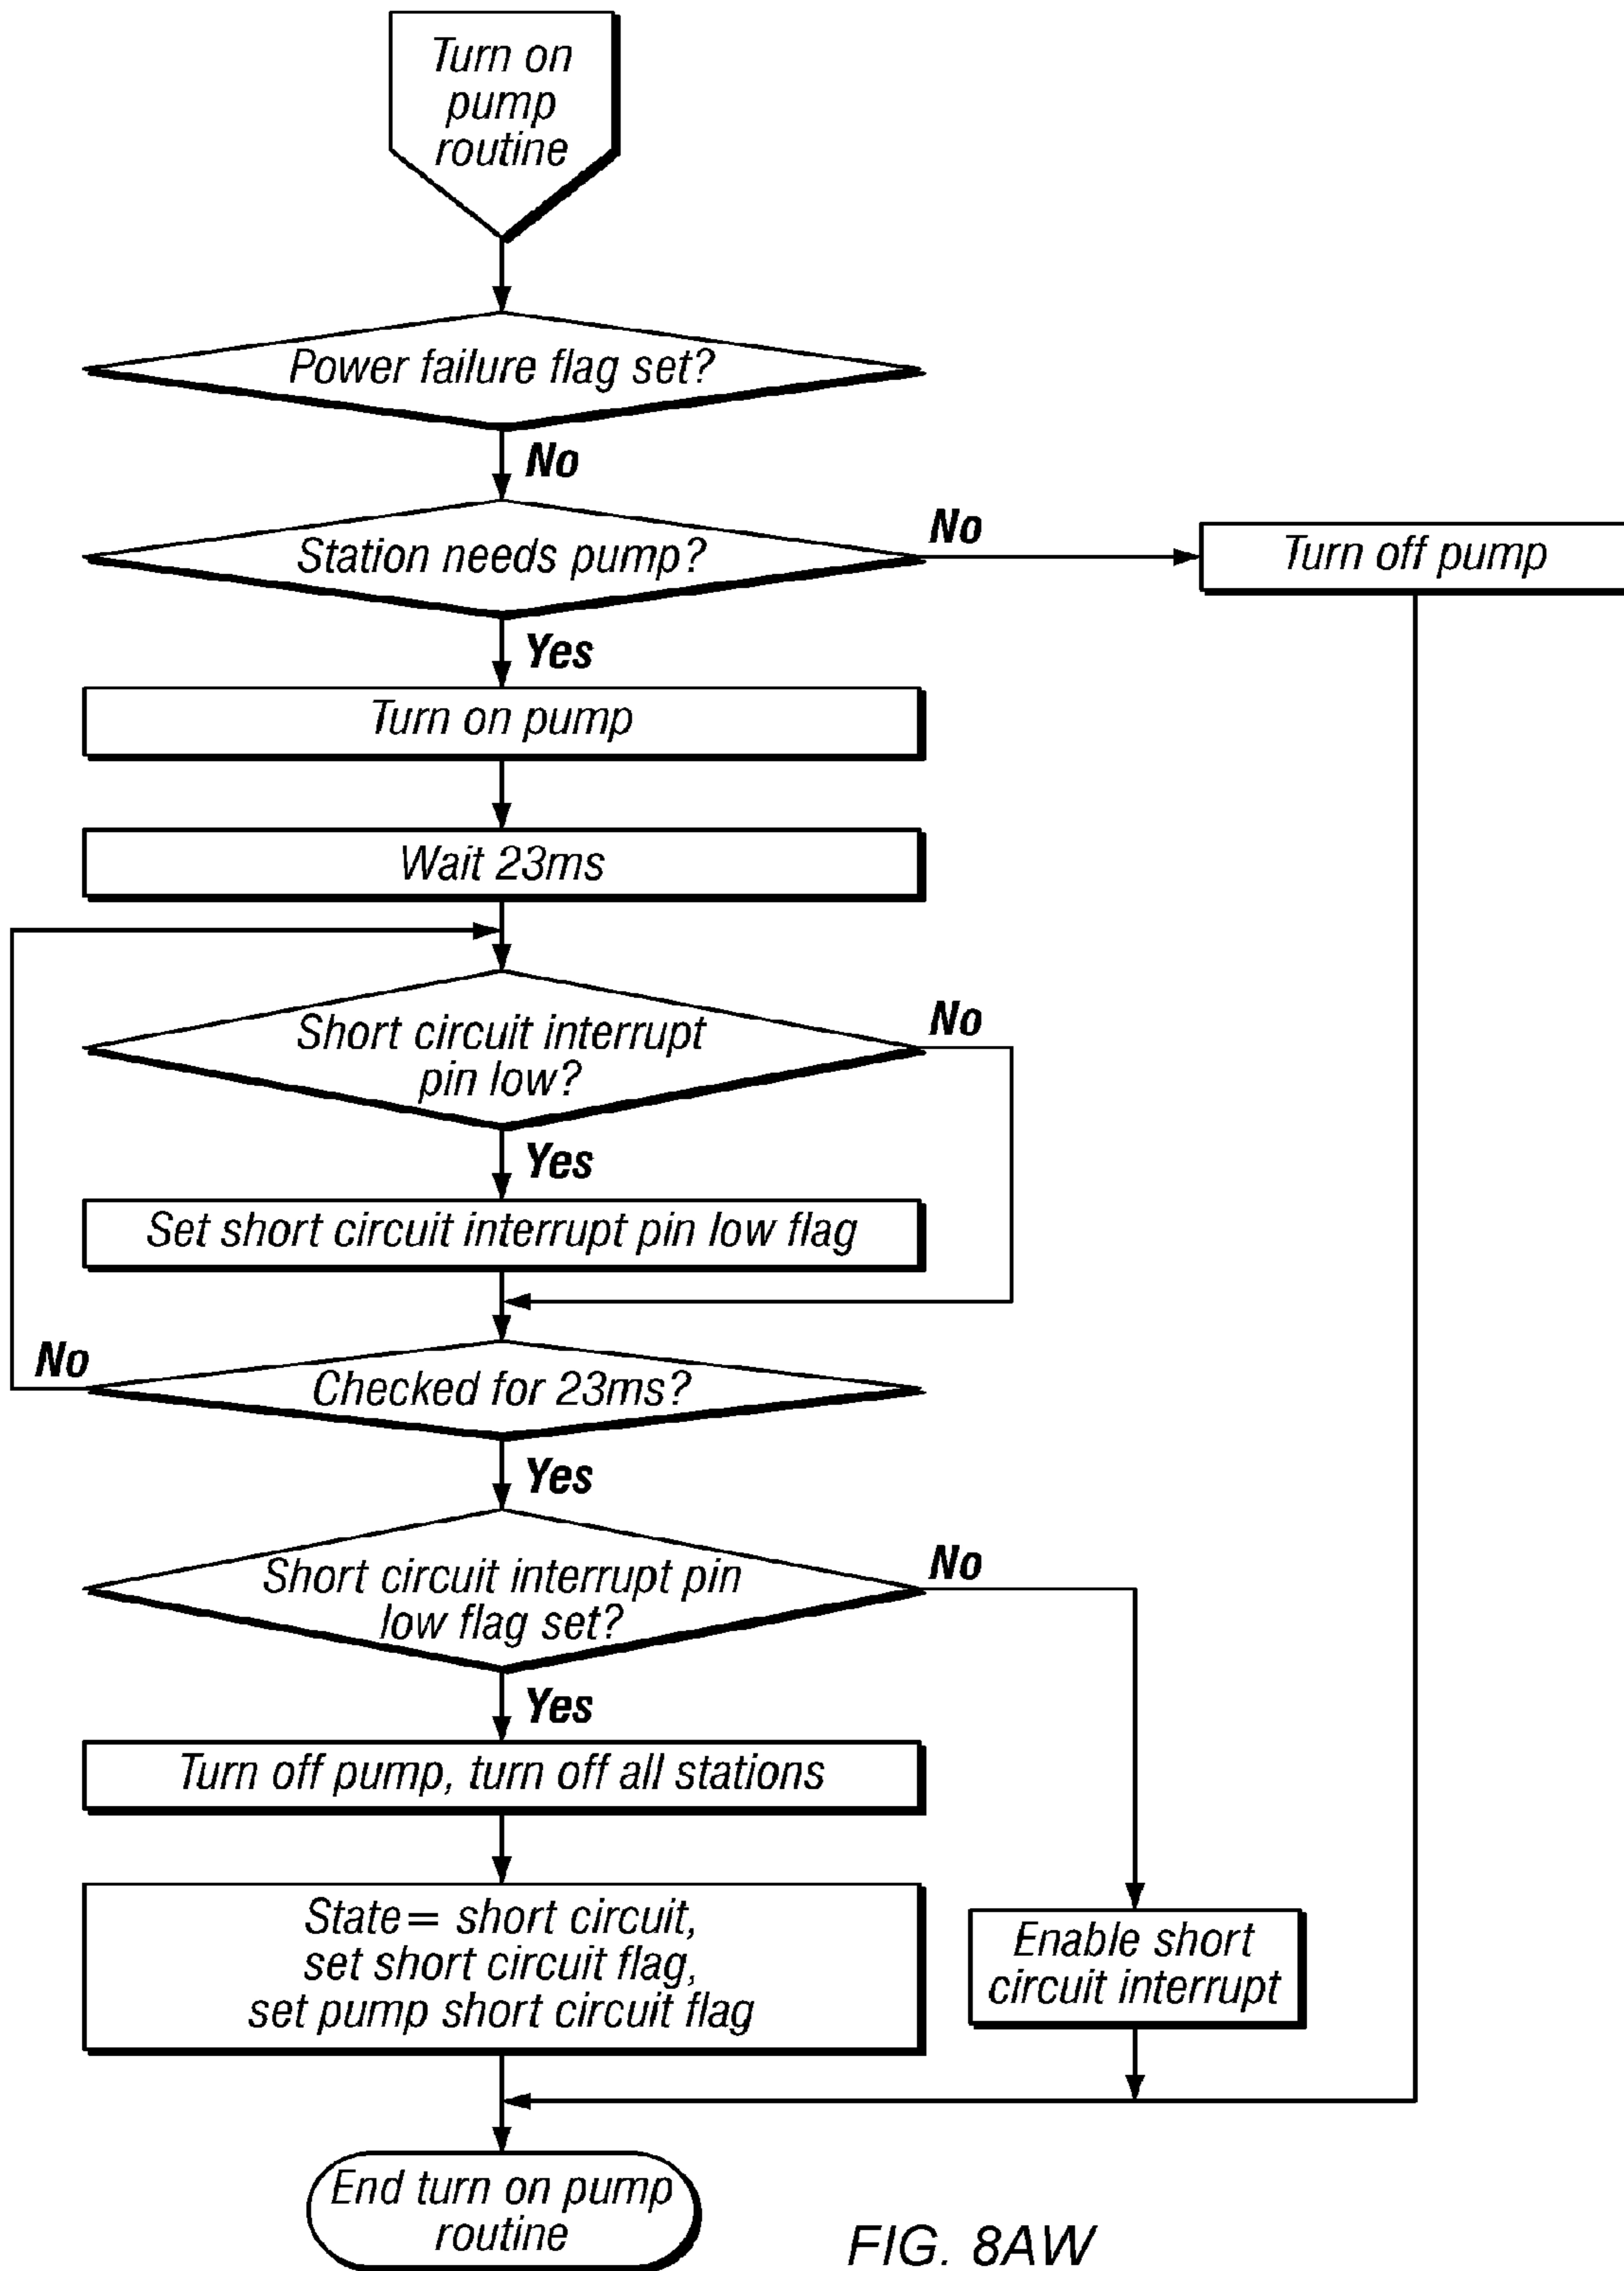 Turn on
pump
routine
Power failure flag set?
No
Station needs pump?
No
Turn off pump
Yes
Turn on pump
Wait 23ms
Short circuit interrupt
pin low?
No
Yes
Set short circuit interrupt pin low flag
No
Checked for 23ms?
Yes
Short circuit interrupt pin
low flag set?
No
Yes
Turn off pump, turn off all stations
State= short circuit,
set short circuit flag,
set pump short circuit flag
Enable short
circuit interrupt
End turn on pump
routine
FIG. 8AW